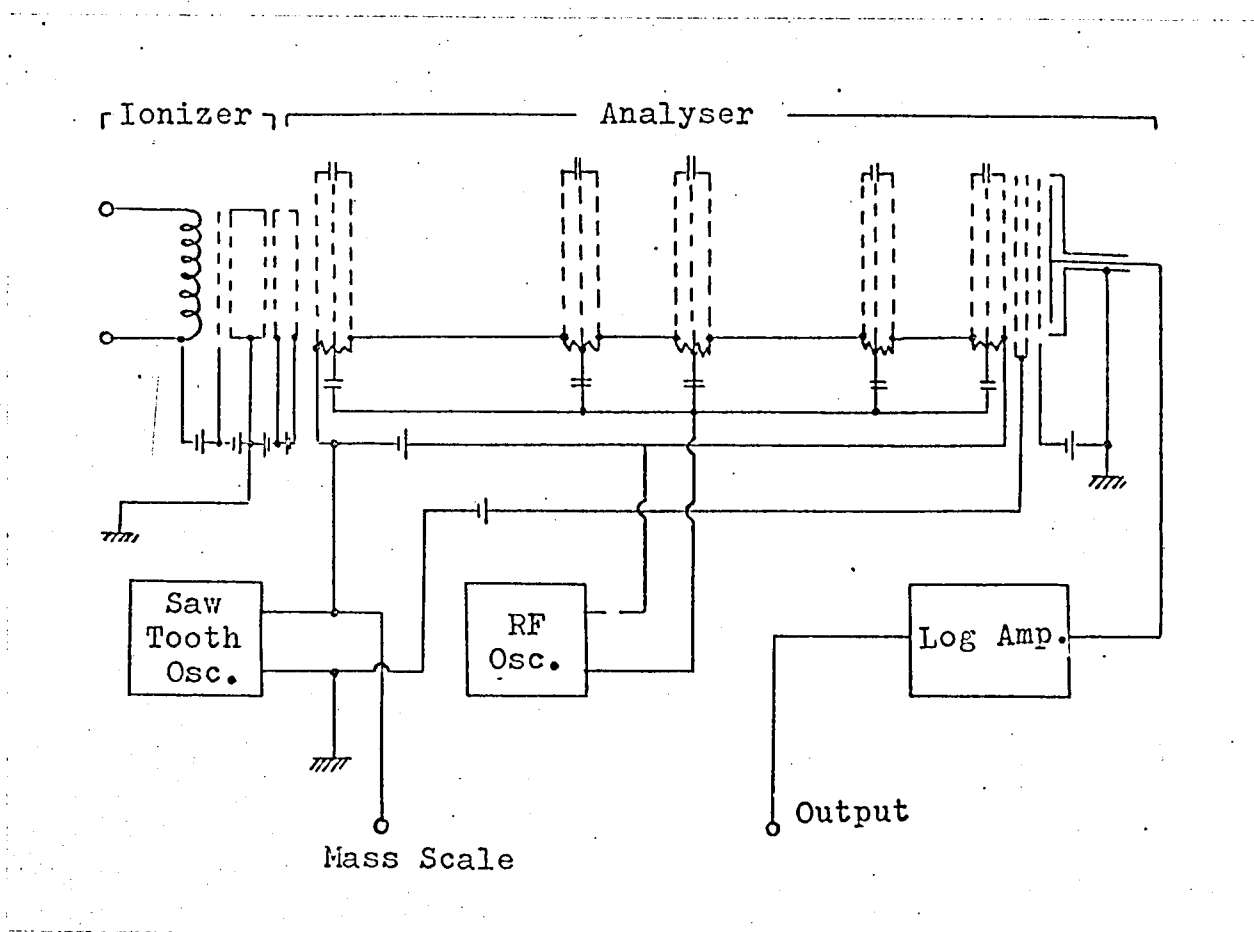 Ionizer
Analyser
Saw
Tooth
Osc.
RF
Osc.
Log Amp.
Output
Mass Scale